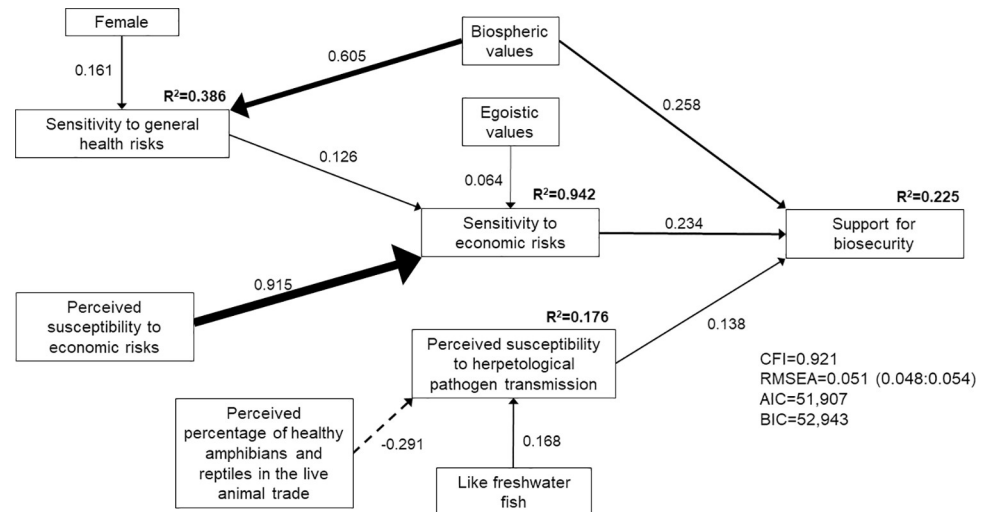 Female
0.161
R²=0.386
Sensitivity to general
health risks
0.605
Biospheric
values
0.258
Egoistic
values
0.064
0.126
R²=0.942
Sensitivity to
economic risks
0.234
R²=0.225
Support for
biosecurity
0.915
Perceived
susceptibility to
economic risks
R²=0.176
Perceived susceptibility
to herpetological
pathogen transmission
0.138
Perceived
percentage of healthy
amphibians and
reptiles in the live
animal trade
-0.291
0.168
Like freshwater
fish
CFI=0.921
RMSEA=0.051 (0.048:0.054)
AIC=51,907
BIC=52,943